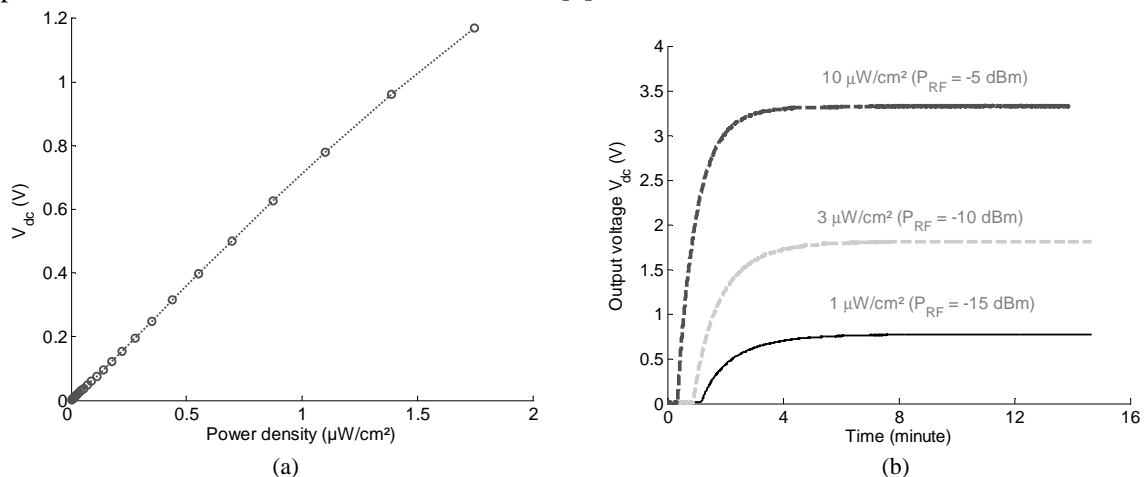 1.2
1
0.8
0.6
0.4
0.2
0
V_dc (V)
0
0.5
1
1.5
2
Power density (µW/cm²)
(a)
4
3.5
3
2.5
2
1.5
1
0.5
0
Output voltage V_dc (V)
10 µW/cm² (P_RF = -5 dBm)
3 µW/cm² (P_RF = -10 dBm)
1 µW/cm² (P_RF = -15 dBm)
0
4
8
12
16
Time (minute)
(b)